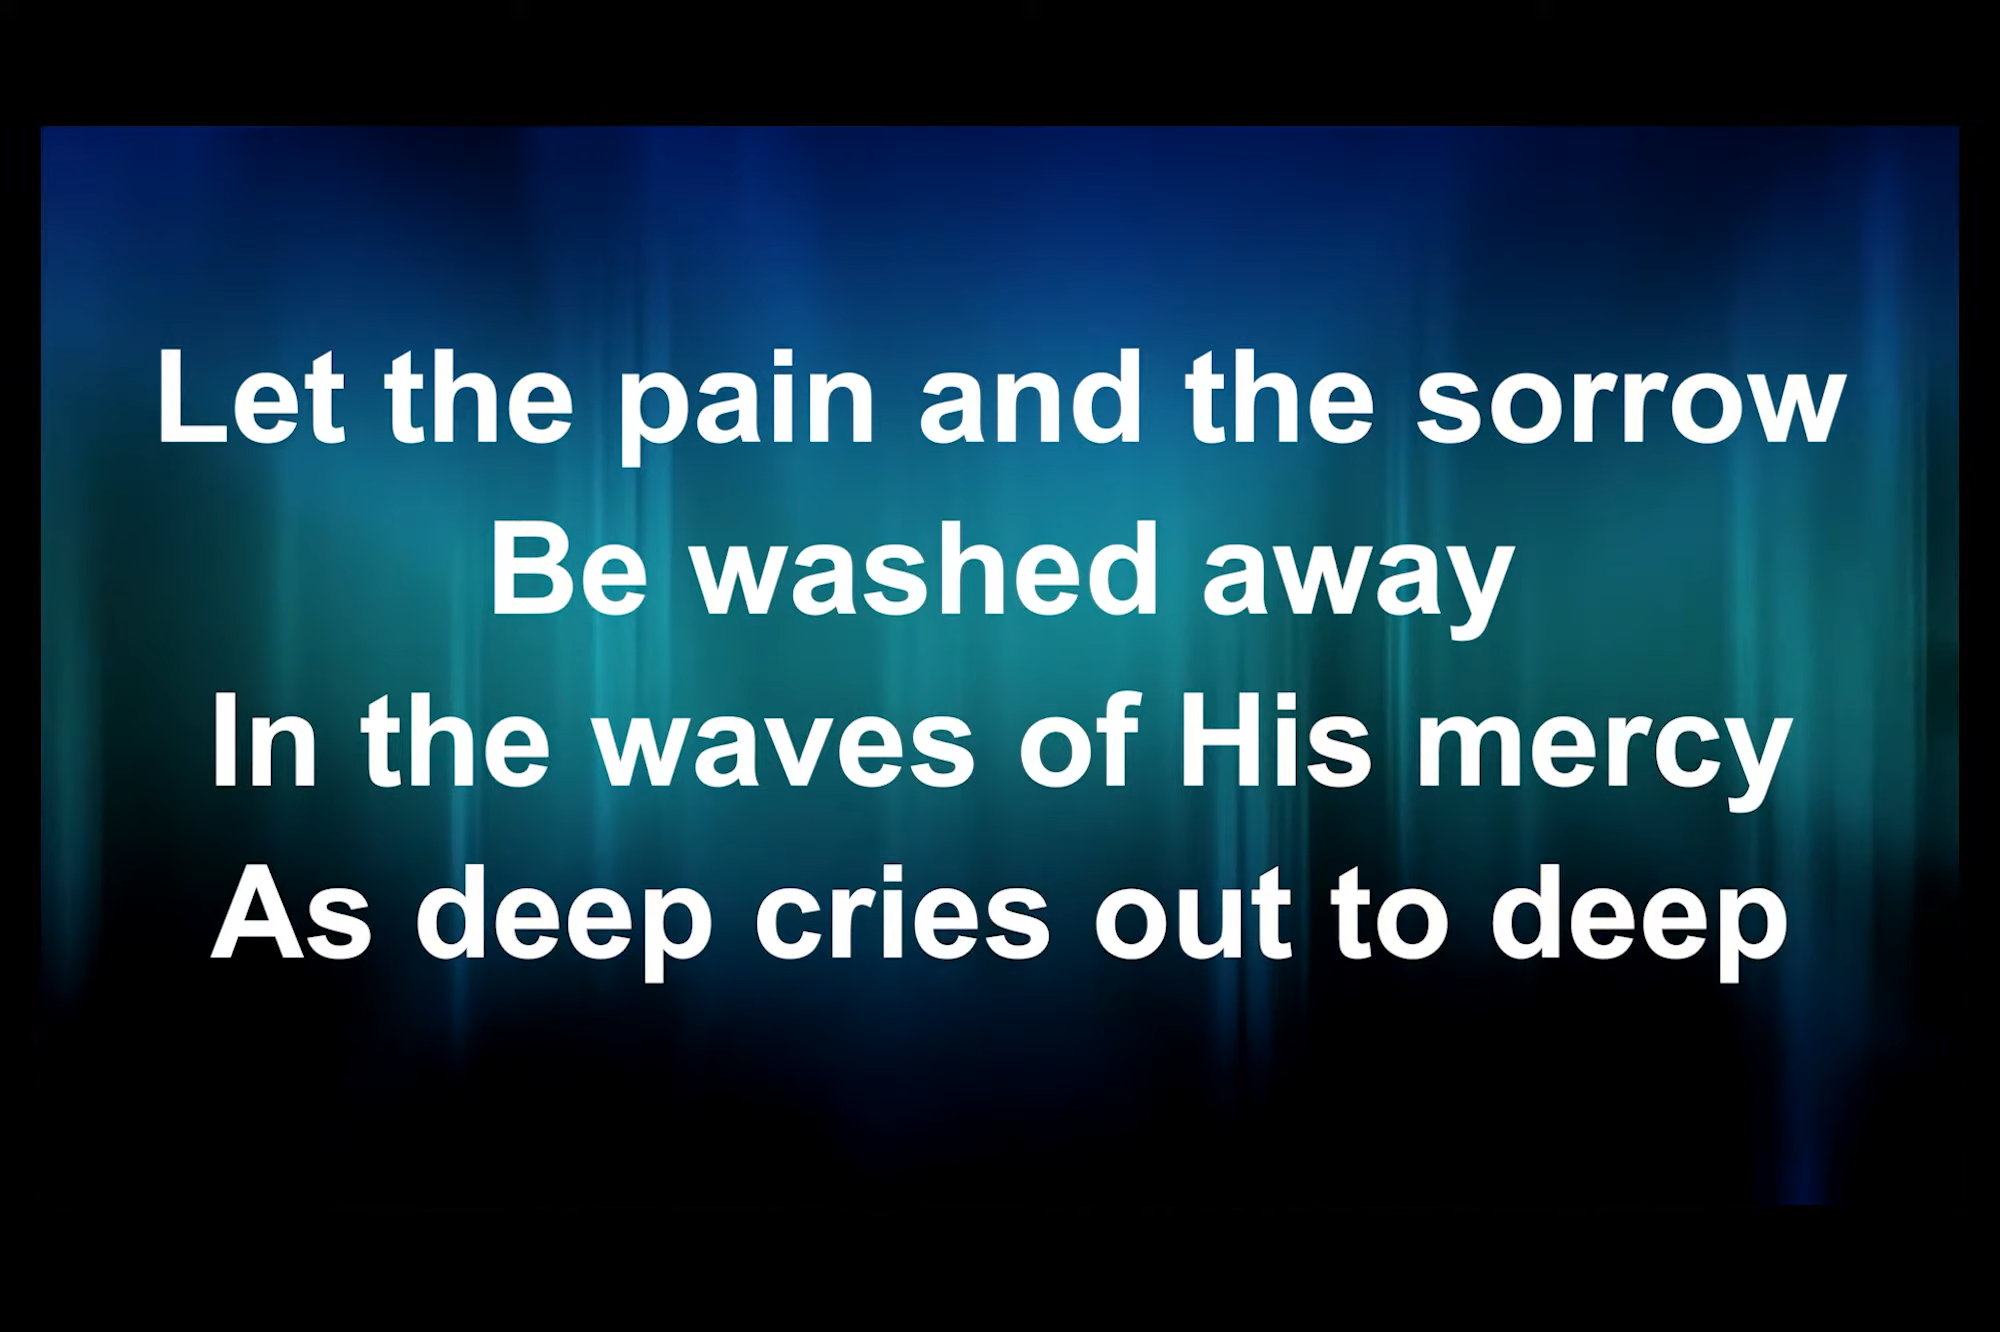 Let the pain and the sorrow
Be washed away
In the waves of His mercy
As deep cries out to deep